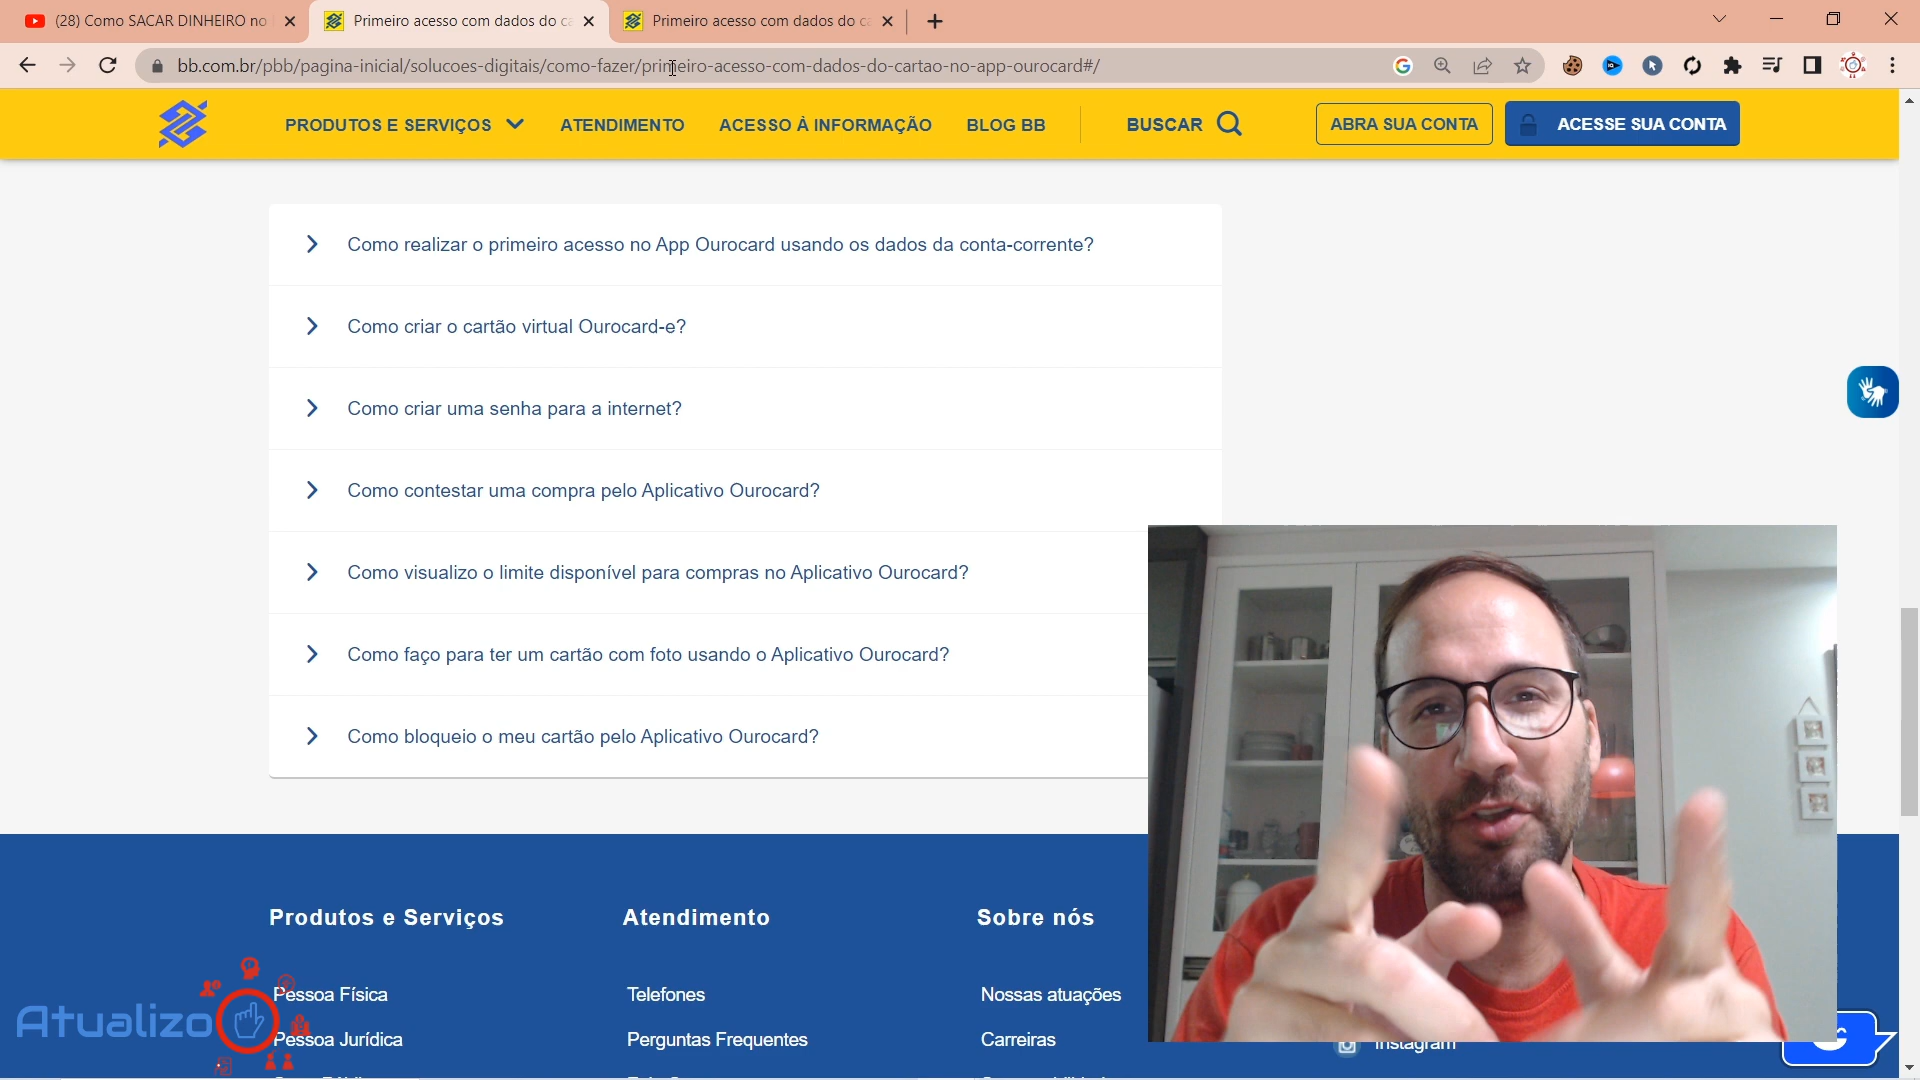 (28) Como SACAR DINHEIRO no
Primeiro acesso com dados do ca
Primeiro acesso com dados do ca
bb.com.br/pbb/pagina-inicial/solucoes-digitais/como-fazer/primeiro-acesso-com-dados-do-cartao-no-app-ourocard#/
PRODUTOS E SERVIÇOS
ATENDIMENTO
ACESSO À INFORMAÇÃO
BLOG BB
BUSCAR
ABRA SUA CONTA
ACESSE SUA CONTA
Como realizar o primeiro acesso no App Ourocard usando os dados da conta-corrente?
Como criar o cartão virtual Ourocard-e?
Como criar uma senha para a internet?
Como contestar uma compra pelo Aplicativo Ourocard?
Como visualizo o limite disponível para compras no Aplicativo Ourocard?
Como faço para ter um cartão com foto usando o Aplicativo Ourocard?
Como bloqueio o meu cartão pelo Aplicativo Ourocard?
Produtos e Serviços
Atendimento
Sobre nós
Pessoa Física
Telefones
Nossas atuações
Atualizo
Pessoa Jurídica
Perguntas Frequentes
Carreiras
Instagram